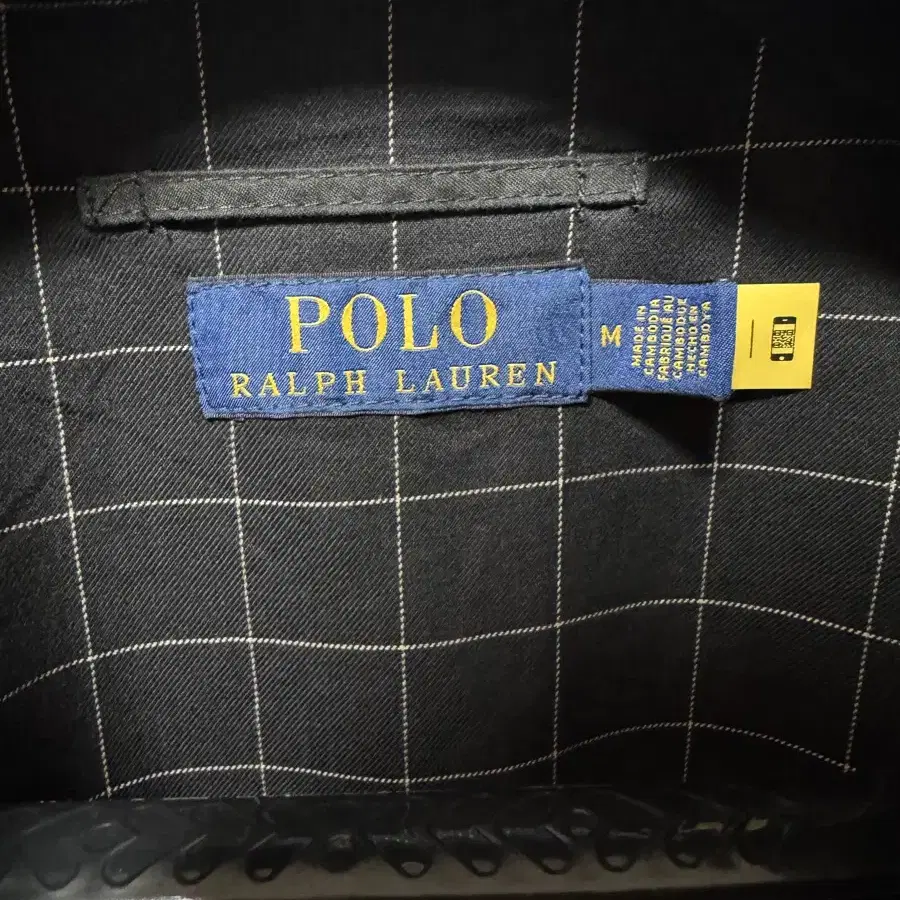 POLO
RALPH LAUREN
M
MADE IN
CAMBODIA
FABRIQUÉ AU
CAMBODGE
HECHO EN
CAMBOYA